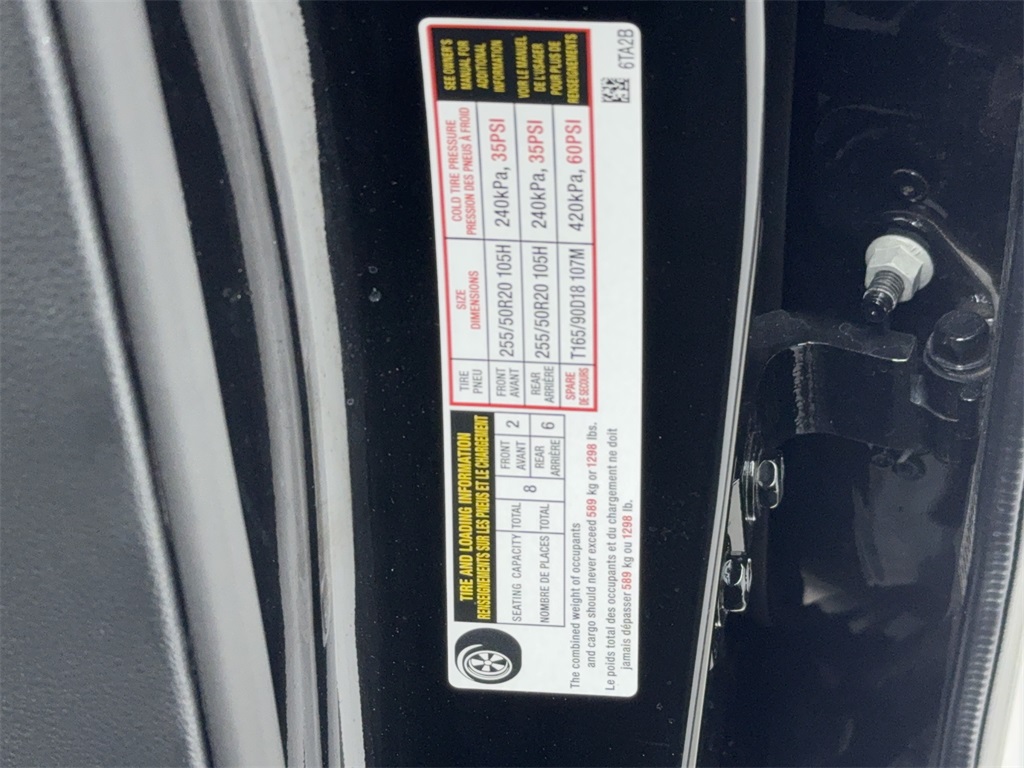 TIRE AND LOADING INFORMATION
RENSEIGNEMENTS SUR LES PNEUS ET LE CHARGEMENT
SEATING CAPACITY TOTAL 8 FRONT AVANT 2
NOMBRE DE PLACES TOTAL REAR ARRIÈRE 6
The combined weight of occupants
and cargo should never exceed 589 kg or 1298 lbs.
Le poids total des occupants et du chargement ne doit
jamais dépasser 589 kg ou 1298 lb.
TIRE PNEU SIZE DIMENSIONS COLD TIRE PRESSURE PRESSION DES PNEUS À FROID
FRONT AVANT 255/50R20 105H 240kPa, 35PSI
REAR ARRIÈRE 255/50R20 105H 240kPa, 35PSI
SPARE DE SECOURS T165/90D18 107M 420kPa, 60PSI
SEE OWNER'S
MANUAL FOR
ADDITIONAL
INFORMATION
VOIR LE MANUEL
DE L'USAGER
POUR PLUS DE
RENSEIGNEMENTS
6TA2B